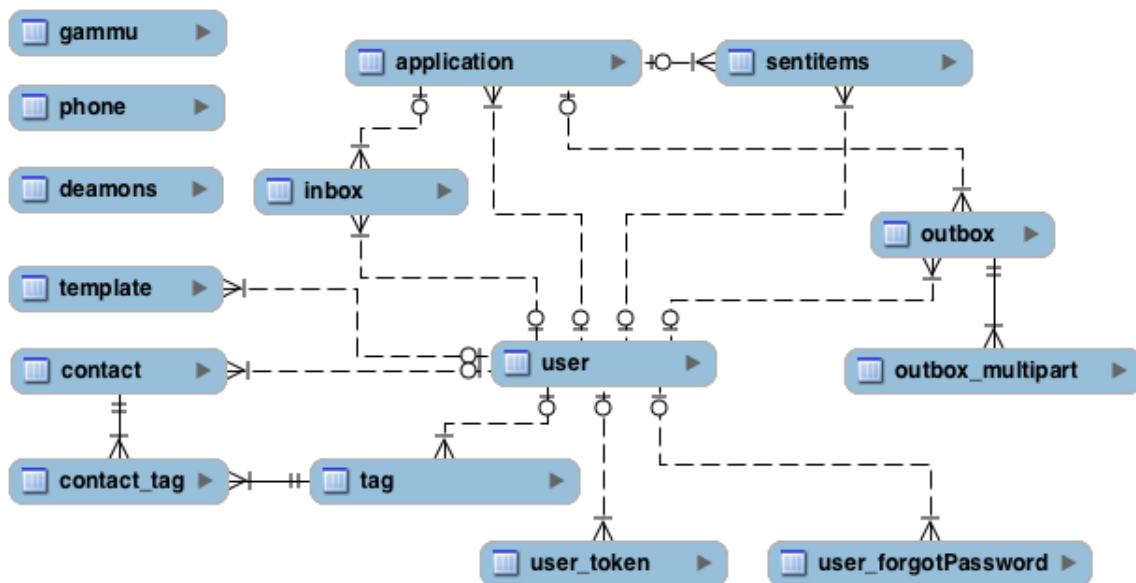 gammu
application
sentitems
phone
deamons
inbox
outbox
template
user
contact
outbox_multipart
contact_tag
tag
user_token
user_forgotPassword